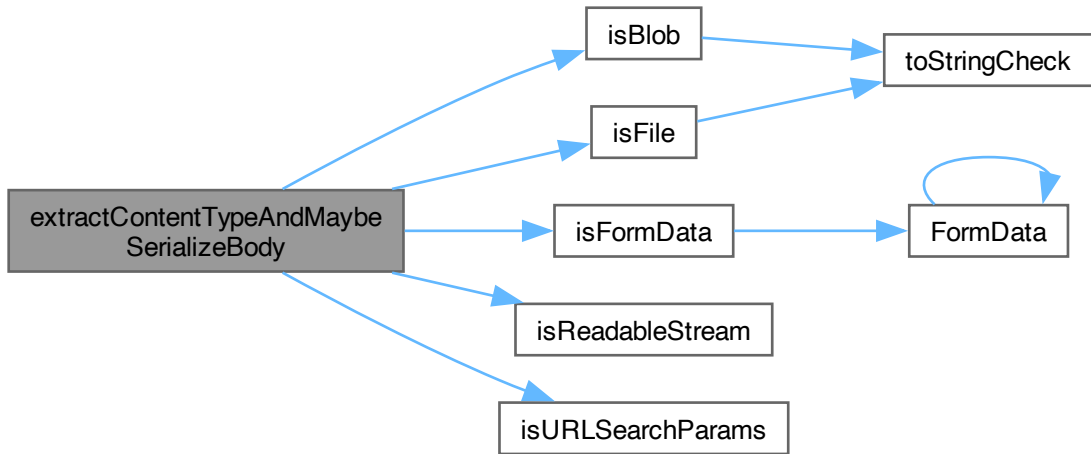 isBlob
toStringCheck
isFile
extractContentTypeAndMaybe
SerializeBody
isFormData
FormData
isReadableStream
isURLSearchParams